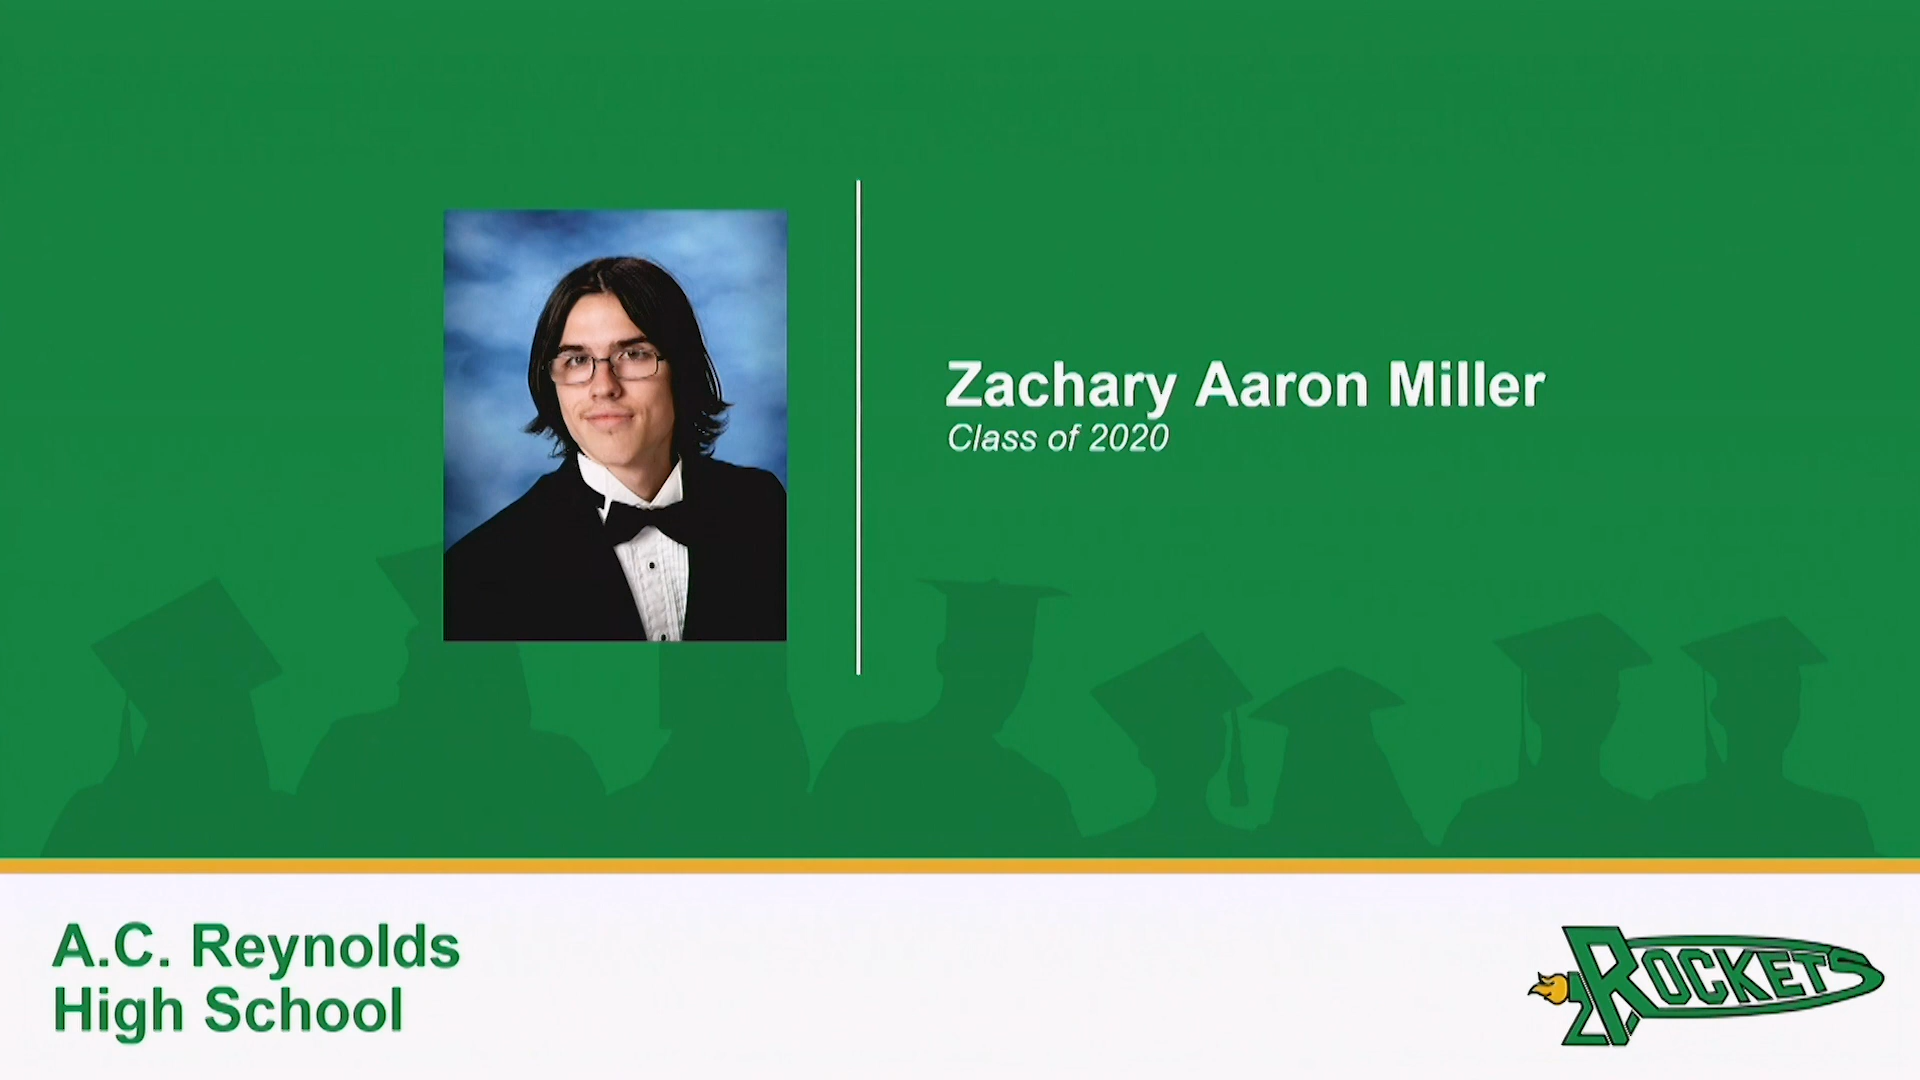 Zachary Aaron Miller
Class of 2020
A.C. Reynolds
High School
ROCKETS